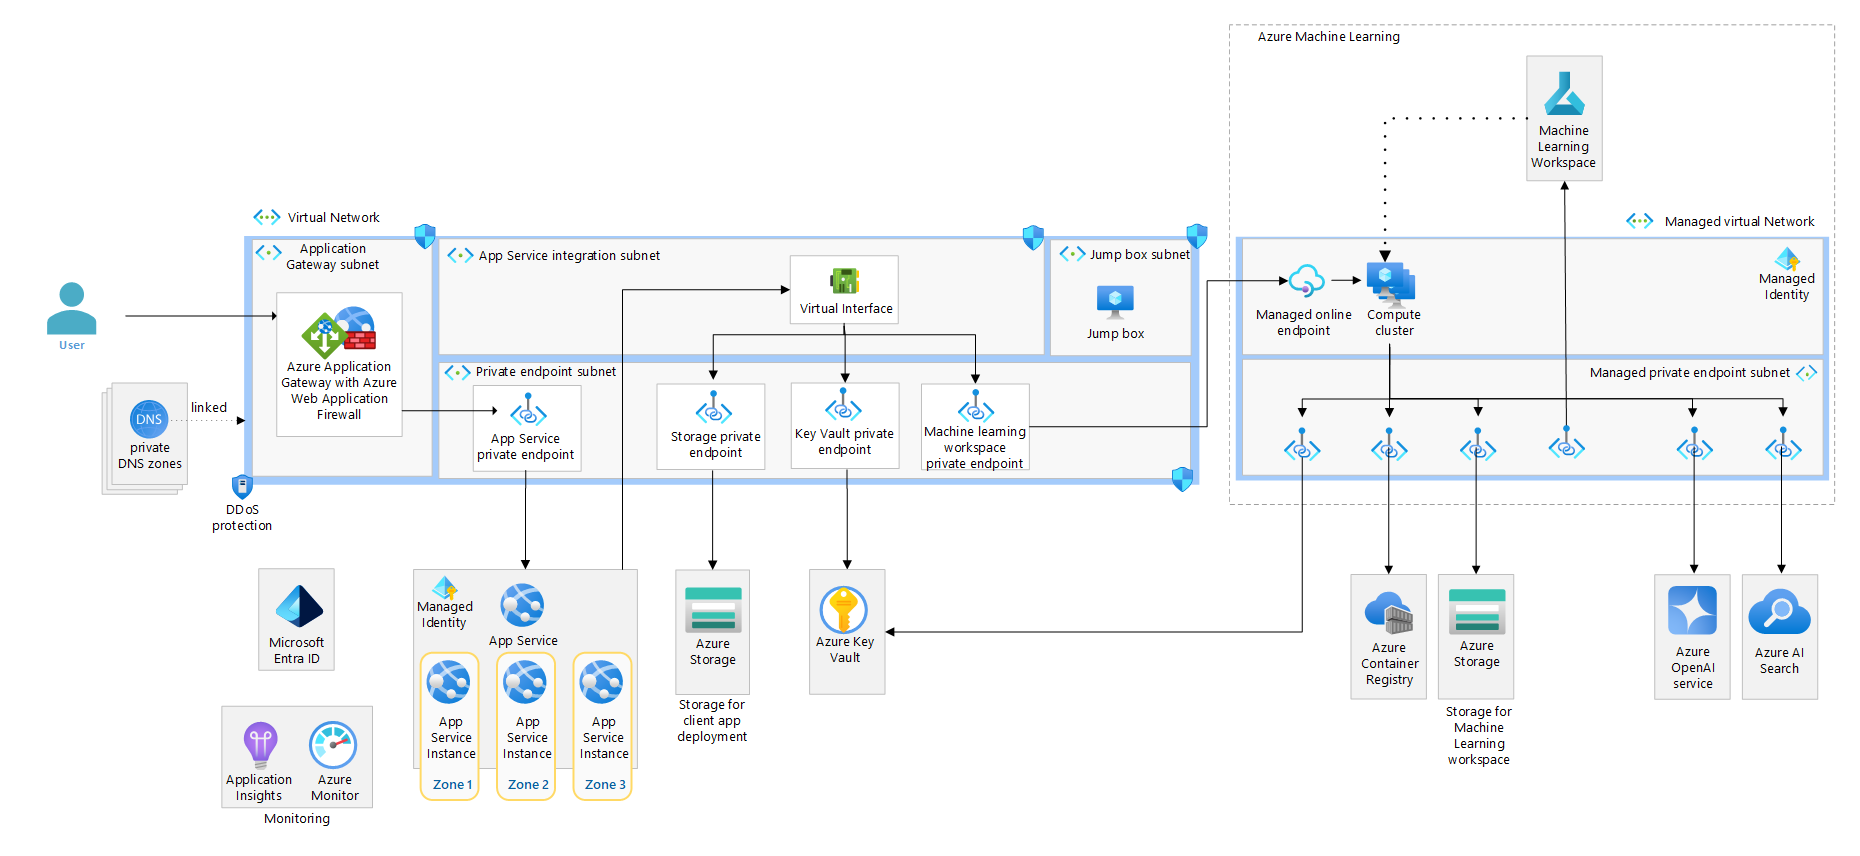 Azure Machine Learning
Machine
Learning
Workspace
Virtual Network
Managed virtual Network
Application
Gateway subnet
App Service integration subnet
Jump box subnet
Managed
Identity
Virtual Interface
Jump box
Managed online
endpoint
Compute
cluster
User
Azure Application
Gateway with Azure
Web Application
Firewall
Private endpoint subnet
Managed private endpoint subnet
linked
DNS
private
DNS zones
App Service
private endpoint
Storage private
endpoint
Key Vault private
endpoint
Machine learning
workspace
private endpoint
DDoS
protection
Microsoft
Entra ID
Managed
Identity
App Service
Azure
Storage
Azure Key
Vault
Azure
Container
Registry
Azure
Storage
Azure
OpenAI
service
Azure AI
Search
Storage for
client app
deployment
Storage for
Machine
Learning
workspace
App
Service
Instance
Zone 1
App
Service
Instance
Zone 2
App
Service
Instance
Zone 3
Application
Insights
Azure
Monitor
Monitoring